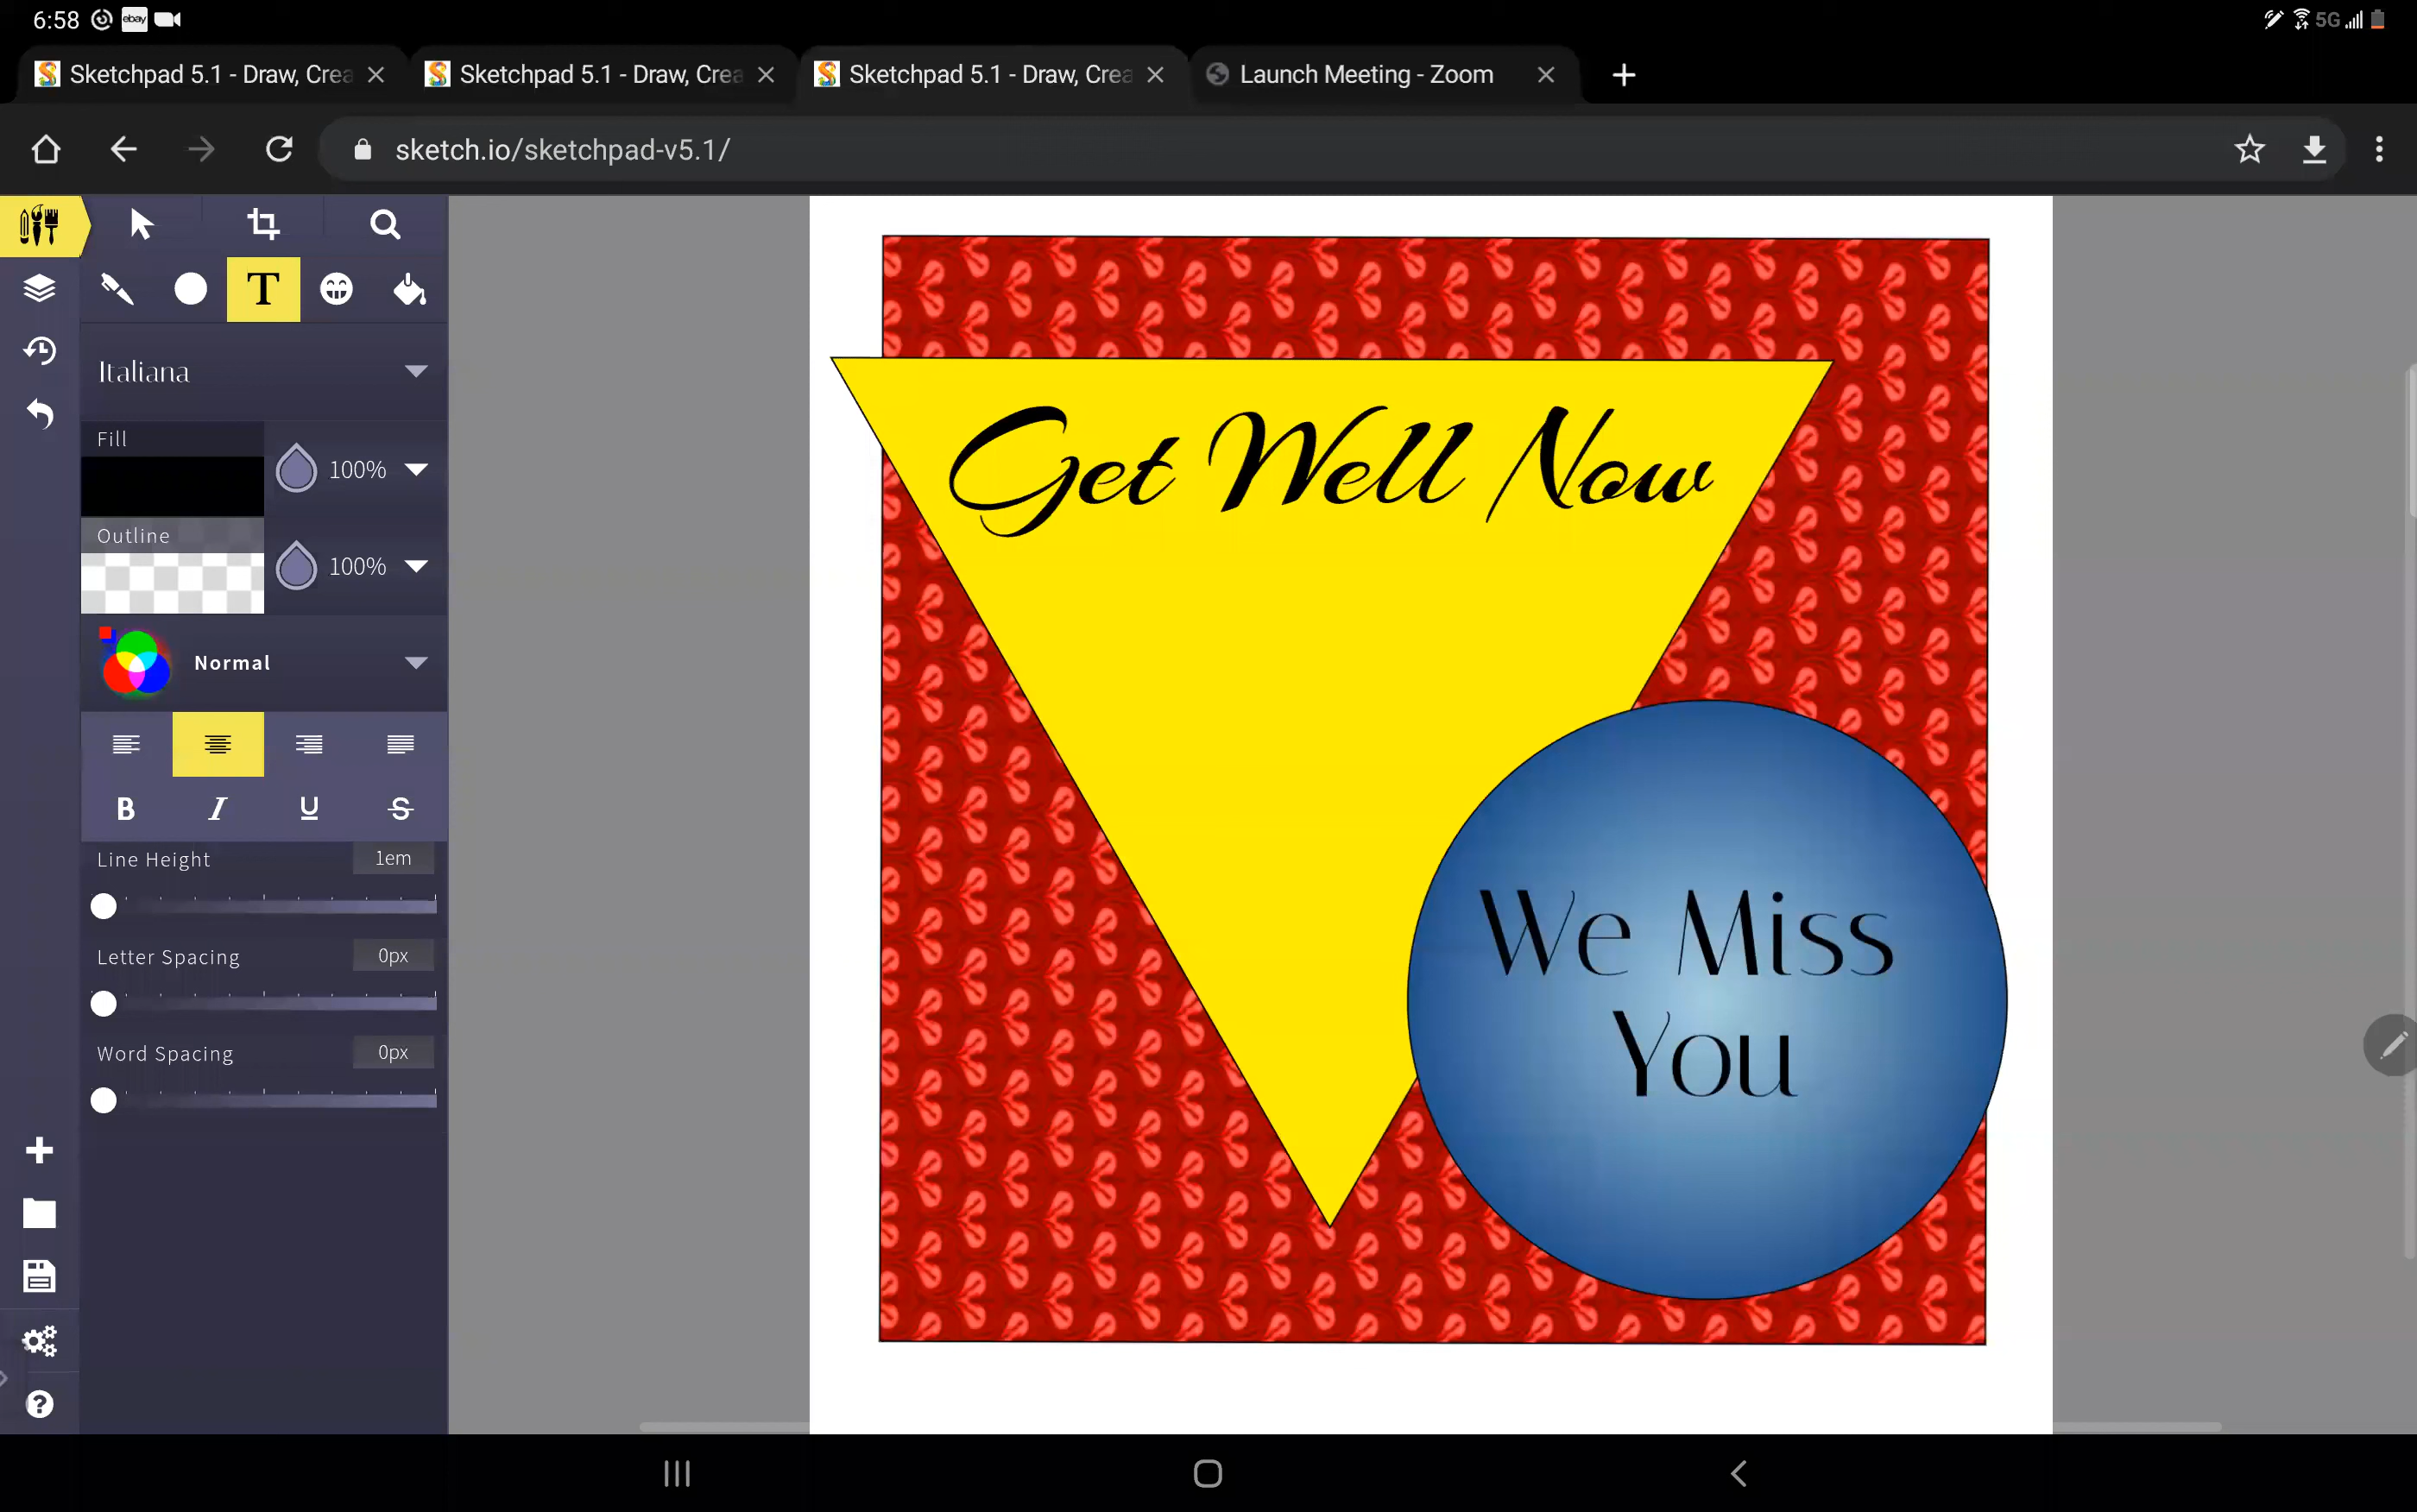 6:58 ebay 5G
Sketchpad 5.1 - Draw, Crea Sketchpad 5.1 - Draw, Crea Sketchpad 5.1 - Draw, Crea Launch Meeting - Zoom
sketch.io/sketchpad-v5.1/
T
Italiana
Fill
100%
Outline
100%
Normal
B I U S
Line Height 1em
Letter Spacing 0px
Word Spacing 0px
Get Well Now
We Miss
You